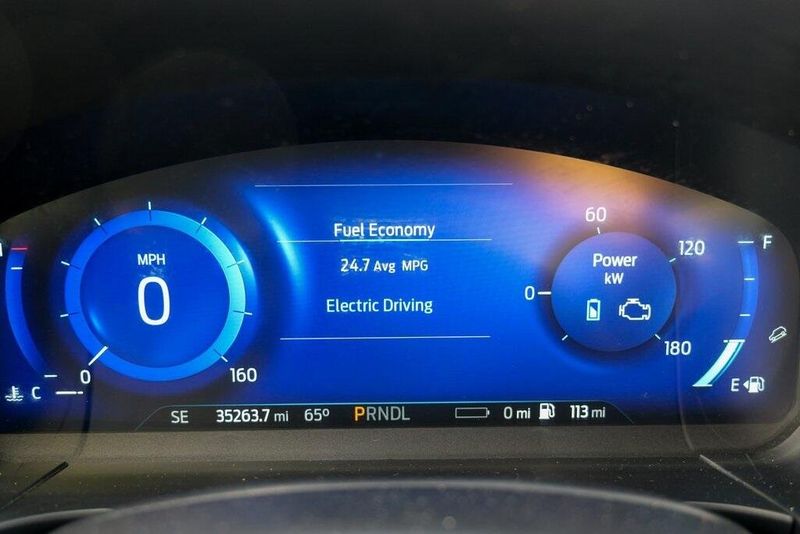 Fuel Economy
24.7 Avg MPG
Electric Driving
MPH
0
0
160
Power
kW
0
60
120
180
F
E
C
SE 35263.7 mi 65º PRNDL 0 mi 113 mi